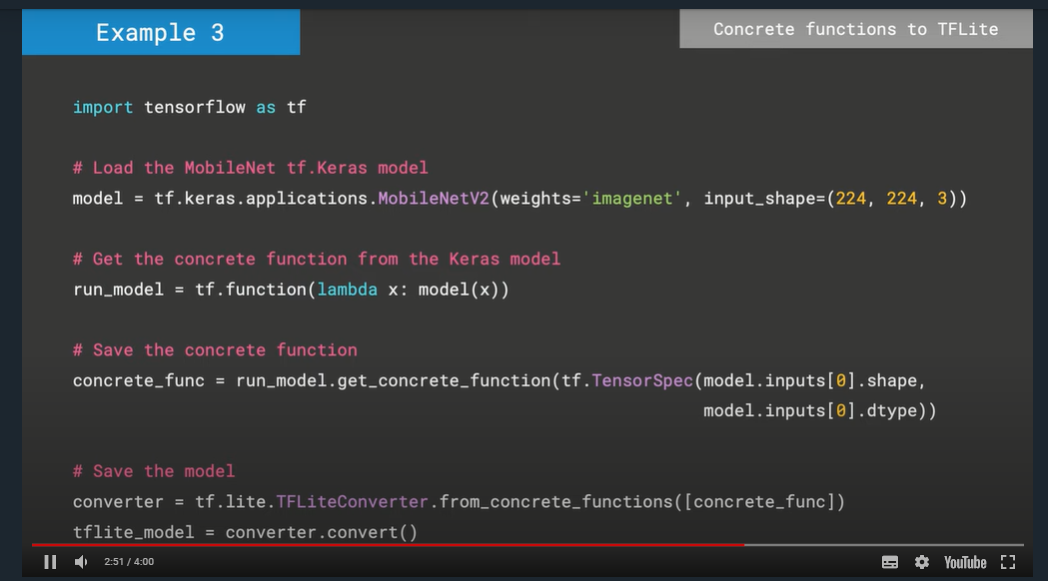 Example 3
Concrete functions to TFLite
import tensorflow as tf
# Load the MobileNet tf.Keras model
model = tf.keras.applications.MobileNetV2(weights='imagenet', input_shape=(224, 224, 3))
# Get the concrete function from the Keras model
run_model = tf.function(lambda x: model(x))
# Save the concrete function
concrete_func = run_model.get_concrete_function(tf.TensorSpec(model.inputs[0].shape,
model.inputs[0].dtype))
# Save the model
converter = tf.lite.TFLiteConverter.from_concrete_functions([concrete_func])
tflite_model = converter.convert()
2:51 / 4:00
YouTube